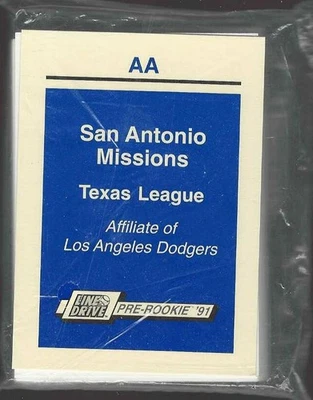 AA
San Antonio
Missions
Texas League
Affiliate of
Los Angeles Dodgers
LINE DRIVE
PRE-ROOKIE '91